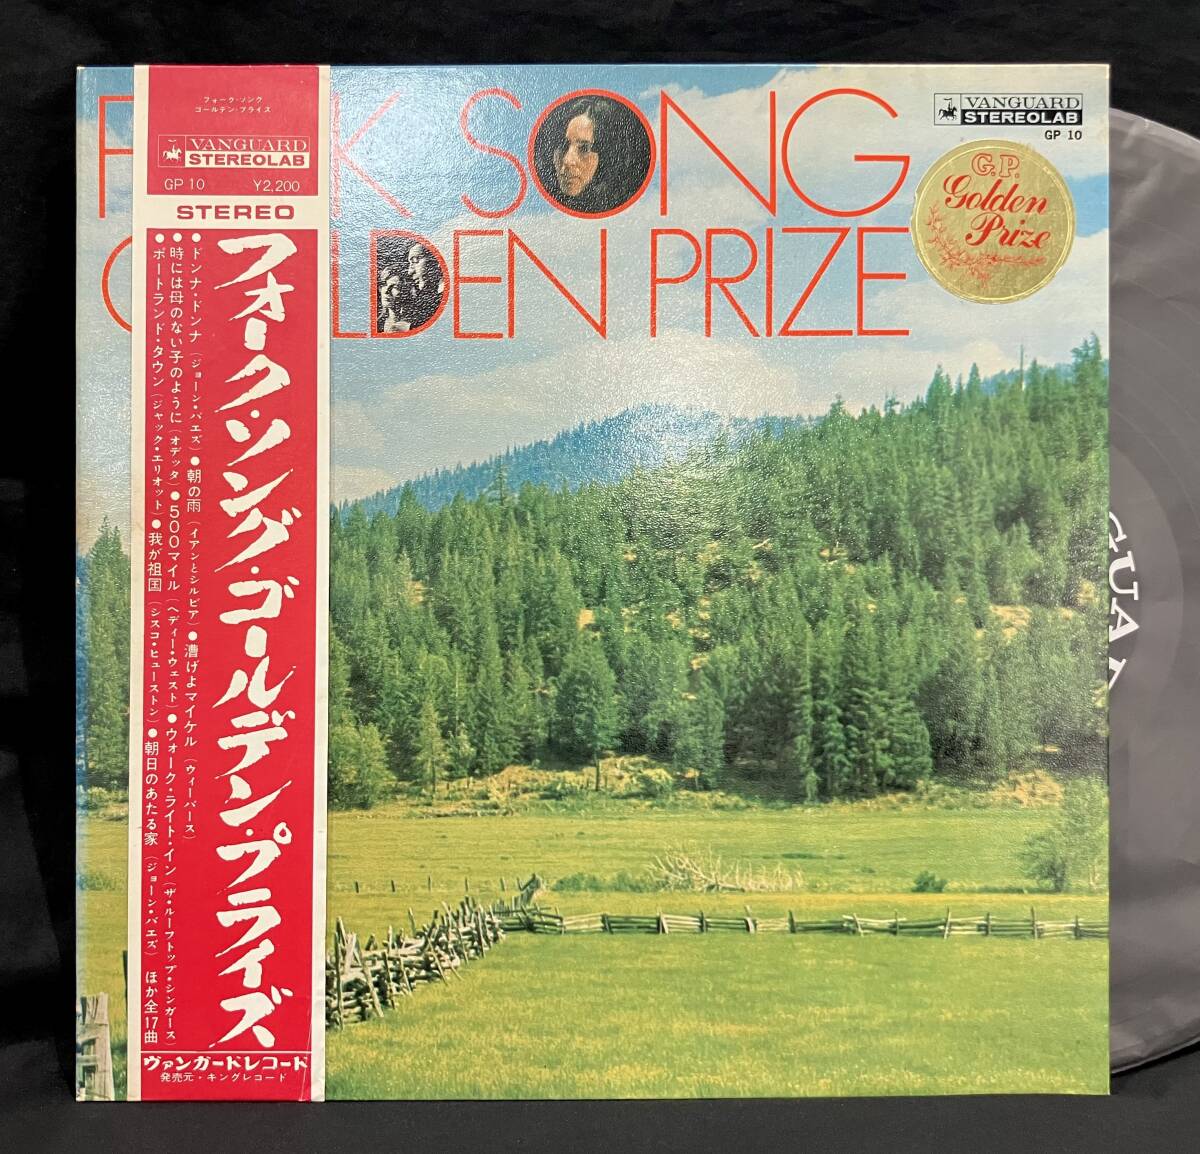 フォーク・ソング
ゴールデン・プライズ
VANGUARD
STEREOLAB
GP 10 ¥2,200
STEREO
フォーク・ソング・ゴールデン・プライズ
●ドンナ・ドンナ(ジョーン・バエズ)●朝の雨(イアンとシルビア)●漕げよマイケル(ウィーバース)
●時には母のない子のように(オデッタ)●500マイル(ヘディー・ウェスト)●ウォーク・ライト・イン(ザ・ルーフトップ・シンガース)
●ポートランド・タウン(ジャック・エリオット)●我が祖国(シスコ・ヒューストン)●朝日のあたる家(ジョーン・バエズ)ほか全17曲
ヴァンガードレコード
発売元・キングレコード
F K SONG
G LDEN PRIZE
VANGUARD
STEREOLAB
GP 10
G.P.
Golden
Prize
GUA